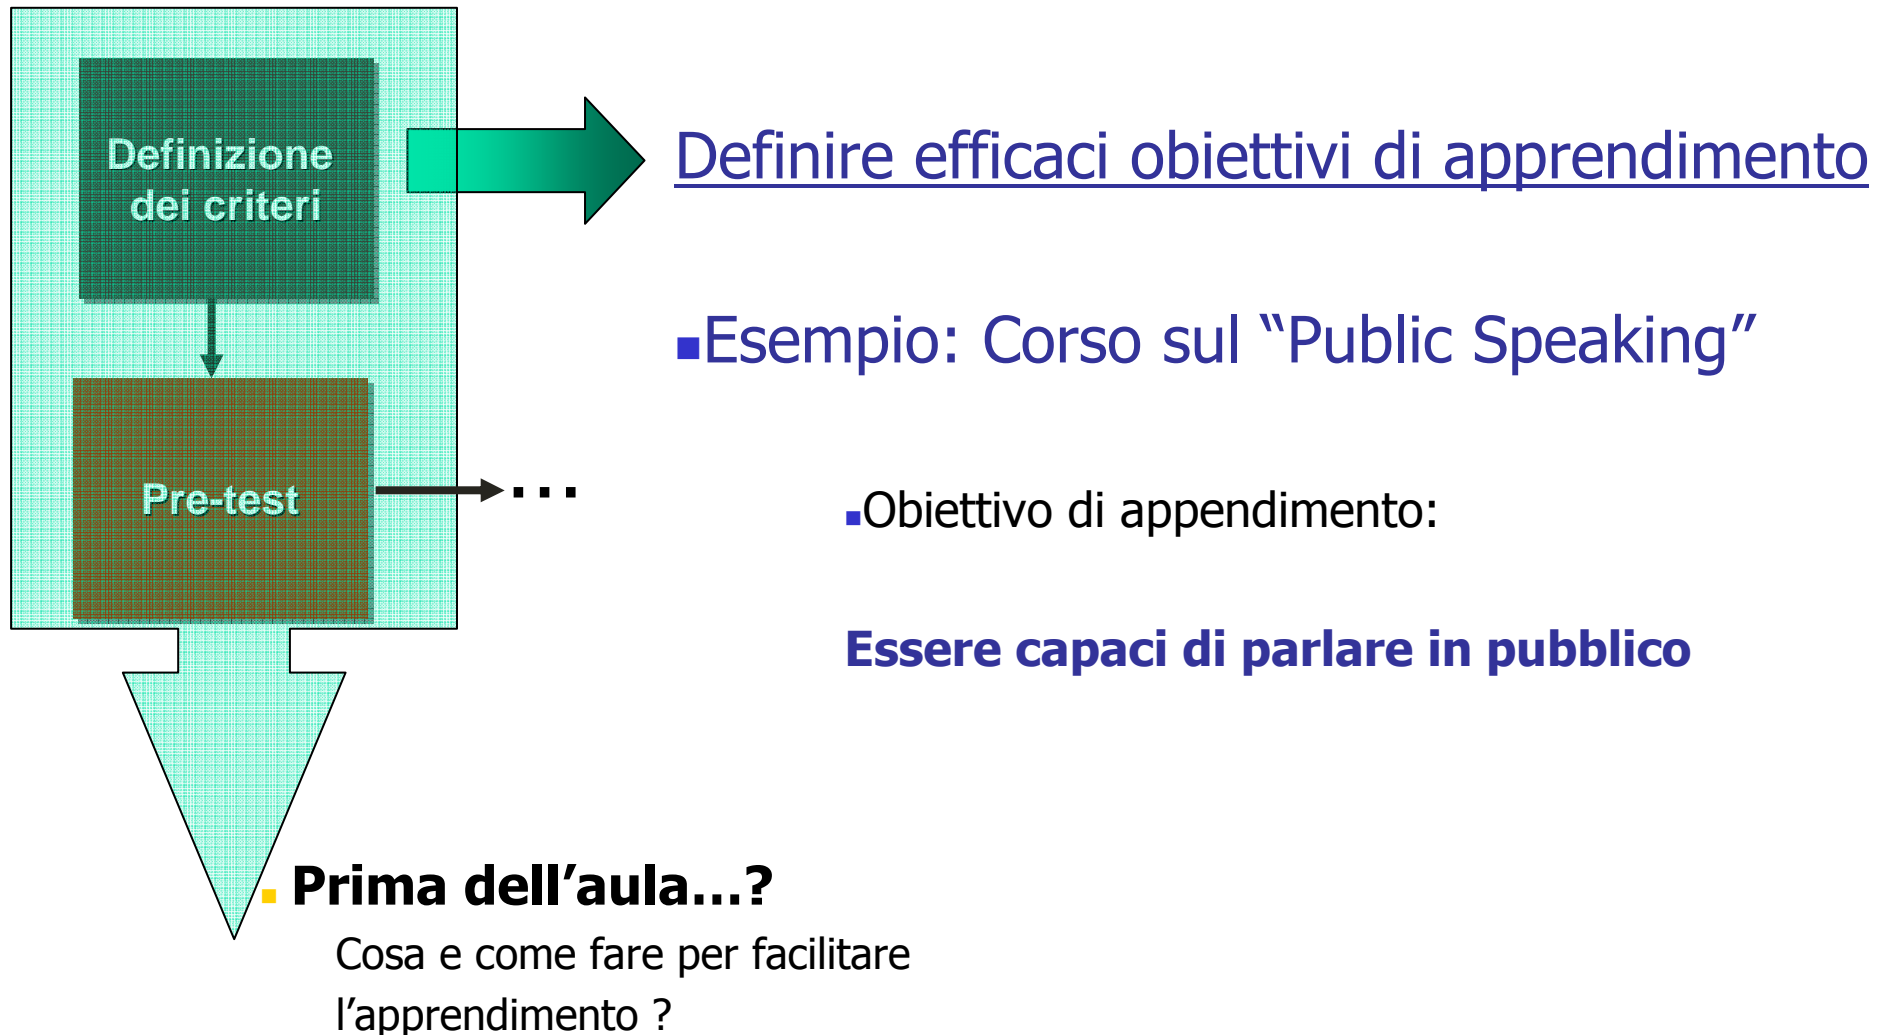 Definizione
dei criteri
Definire efficaci obiettivi di apprendimento
Esempio: Corso sul “Public Speaking”
Pre-test
...
Obiettivo di appendimento:
Essere capaci di parlare in pubblico
Prima dell’aula…?
Cosa e come fare per facilitare
l’apprendimento ?